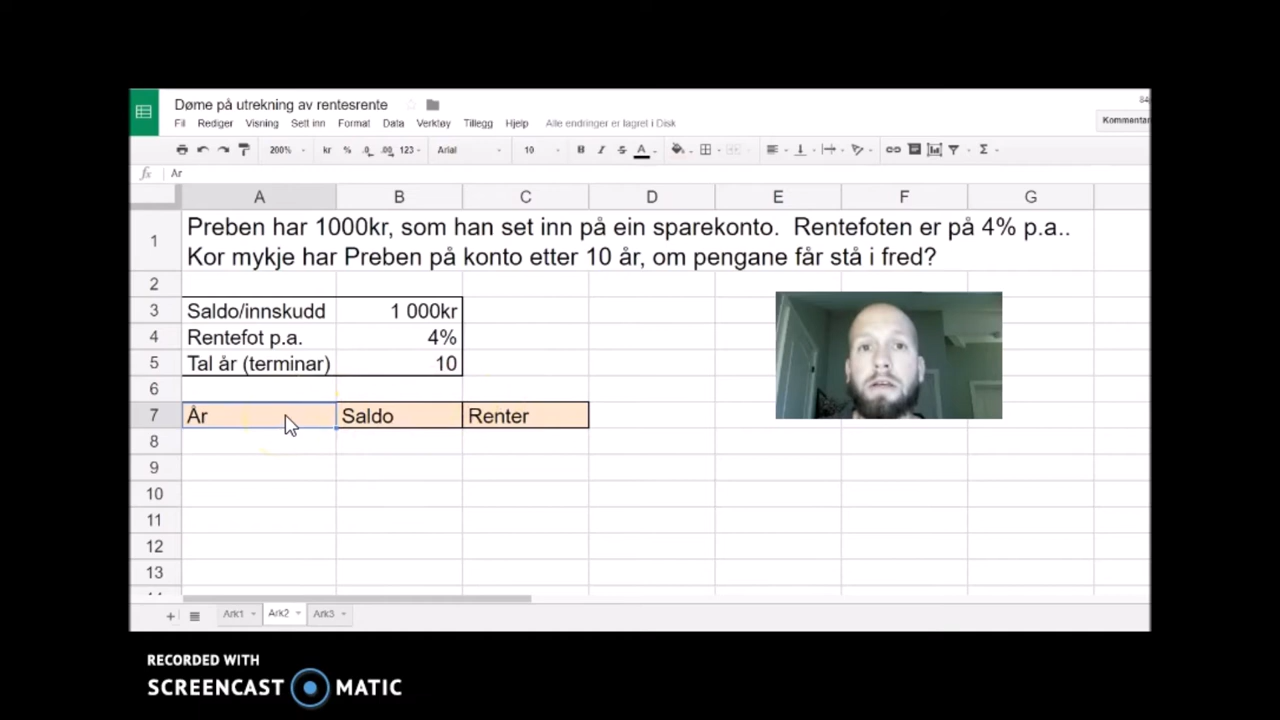 Døme på utrekning av rentesrente
Fil Rediger Visning Sett inn Format Data Verktøy Tillegg Hjelp Alle endringer er lagret i Disk
Kommentar
200% kr % .0 .00 123 Arial 10 B I S A Σ
fx Ar
A B C D E F G
1 Preben har 1000kr, som han set inn på ein sparekonto. Rentefoten er på 4% p.a..
Kor mykje har Preben på konto etter 10 år, om pengane får stå i fred?
2
3 Saldo/innskudd 1 000kr
4 Rentefot p.a. 4%
5 Tal år (terminar) 10
6
7 År Saldo Renter
8
9
10
11
12
13
+ Ark1 Ark2 Ark3
RECORDED WITH
SCREENCAST MATIC